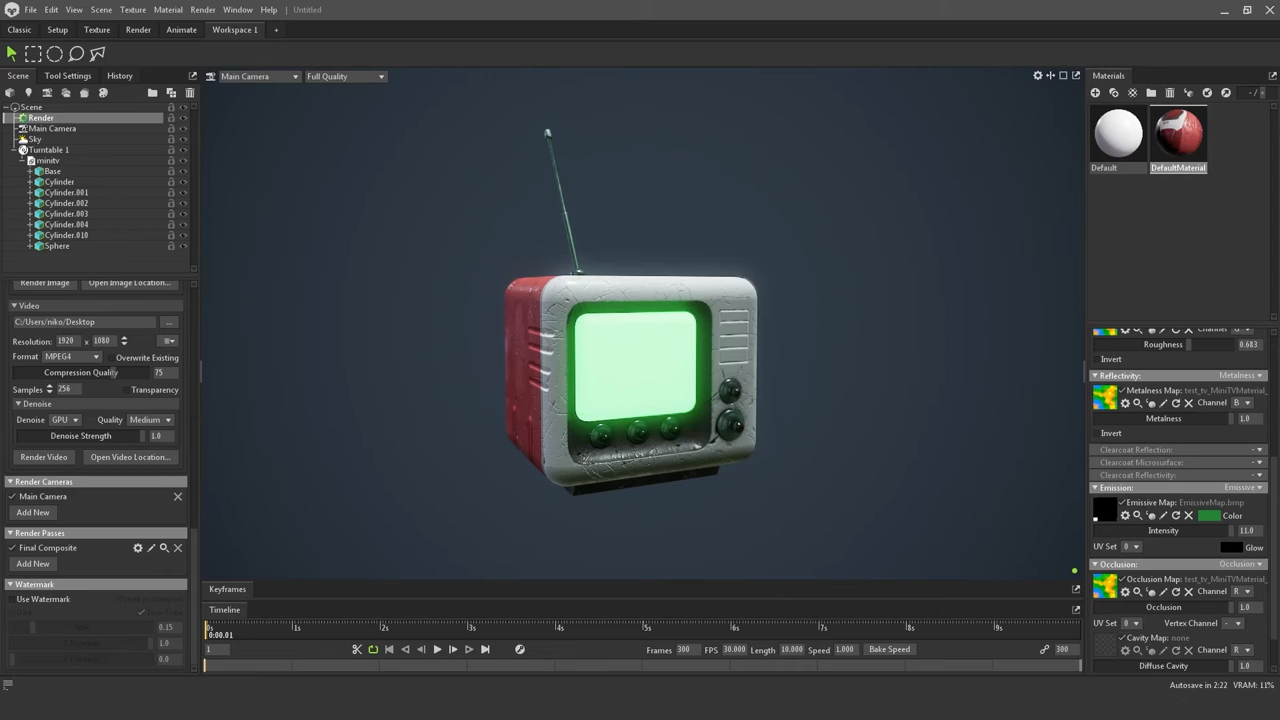 File Edit View Scene Texture Material Render Window Help Untitled
Classic Setup Texture Render Animate Workspace 1 +
Scene Tool Settings History
Main Camera Full Quality
Materials
Scene
Render
Main Camera
Sky
Turntable 1
minitv
Base
Cylinder
Cylinder.001
Cylinder.002
Cylinder.003
Cylinder.004
Cylinder.010
Sphere
Default DefaultMaterial
Render Image Open Image Location...
Video
C:/Users/niko/Desktop ...
Resolution: 1920 x 1080
Format MPEG4 Overwrite Existing
Compression Quality 75
Samples 256 Transparency
Denoise
Denoise GPU Quality Medium
Denoise Strength 1.0
Render Video Open Video Location...
Render Cameras
Main Camera
Add New
Render Passes
Final Composite
Add New
Watermark
Use Watermark
0.15
1.0
0.0
Roughness 0.683
Invert
Reflectivity: Metalness
Metalness Map: test_tv_MiniTVMaterial_
Channel B
Metalness 1.0
Invert
Clearcoat Reflection:
Clearcoat Microsurface:
Clearcoat Reflectivity:
Emission: Emissive
Emissive Map: EmissiveMap.bmp
Color
Intensity 11.0
UV Set 0 Glow
Occlusion: Occlusion
Occlusion Map: test_tv_MiniTVMaterial_
Channel R
Occlusion 1.0
UV Set 0 Vertex Channel -
Cavity Map: none
Channel R
Diffuse Cavity 1.0
Keyframes
Timeline
0s 1s 2s 3s 4s 5s 6s 7s 8s 9s
0:00.01
1 Frames 300 FPS 30.000 Length 10.000 Speed 1.000 Bake Speed 300
Autosave in 2:22 VRAM: 11%